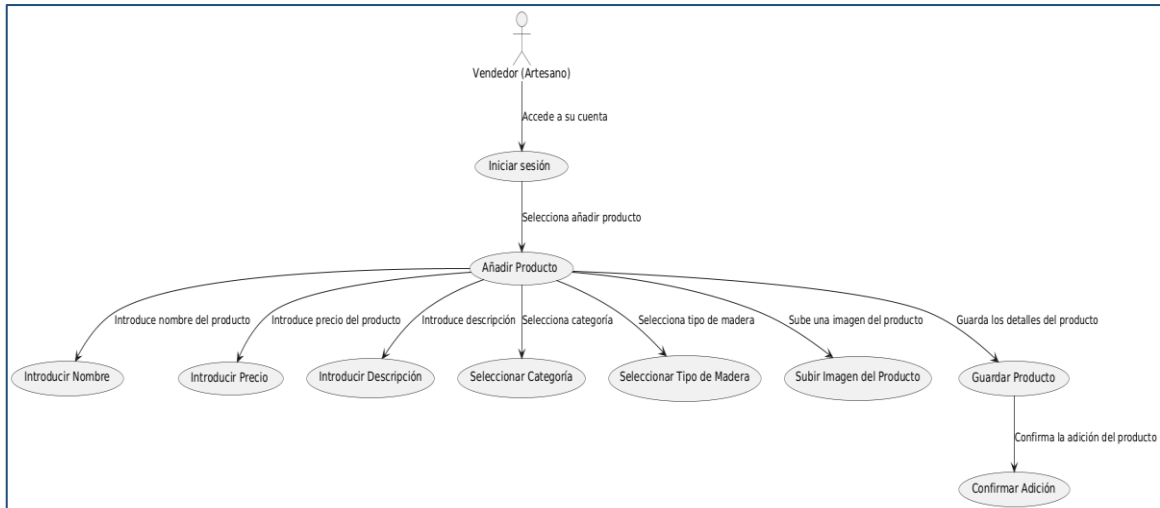 Vendedor (Artesano)
Accede a su cuenta
Iniciar sesión
Selecciona añadir producto
Añadir Producto
Introduce nombre del producto
Introduce precio del producto
Introduce descripción
Selecciona categoría
Selecciona tipo de madera
Sube una imagen del producto
Guarda los detalles del producto
Introducir Nombre
Introducir Precio
Introducir Descripción
Seleccionar Categoría
Seleccionar Tipo de Madera
Subir Imagen del Producto
Guardar Producto
Confirma la adición del producto
Confirmar Adición